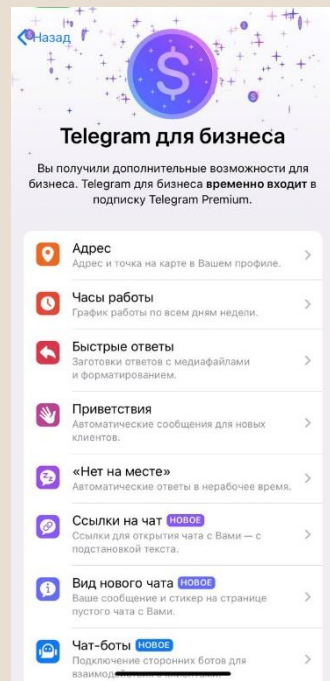 Назад
Telegram для бизнеса
Вы получили дополнительные возможности для
бизнеса. Telegram для бизнеса временно входит в
подписку Telegram Premium.
Адрес
Адрес и точка на карте в Вашем профиле.
Часы работы
График работы по всем дням недели.
Быстрые ответы
Заготовки ответов с медиафайлами
и форматированием.
Приветствия
Автоматические сообщения для новых
клиентов.
«Нет на месте»
Автоматические ответы в нерабочее время.
Ссылки на чат НОВОЕ
Ссылки для открытия чата с Вами — с
подстановкой текста.
Вид нового чата НОВОЕ
Ваше сообщение и стикер на странице
пустого чата с Вами.
Чат-боты НОВОЕ
Подключение сторонних ботов для